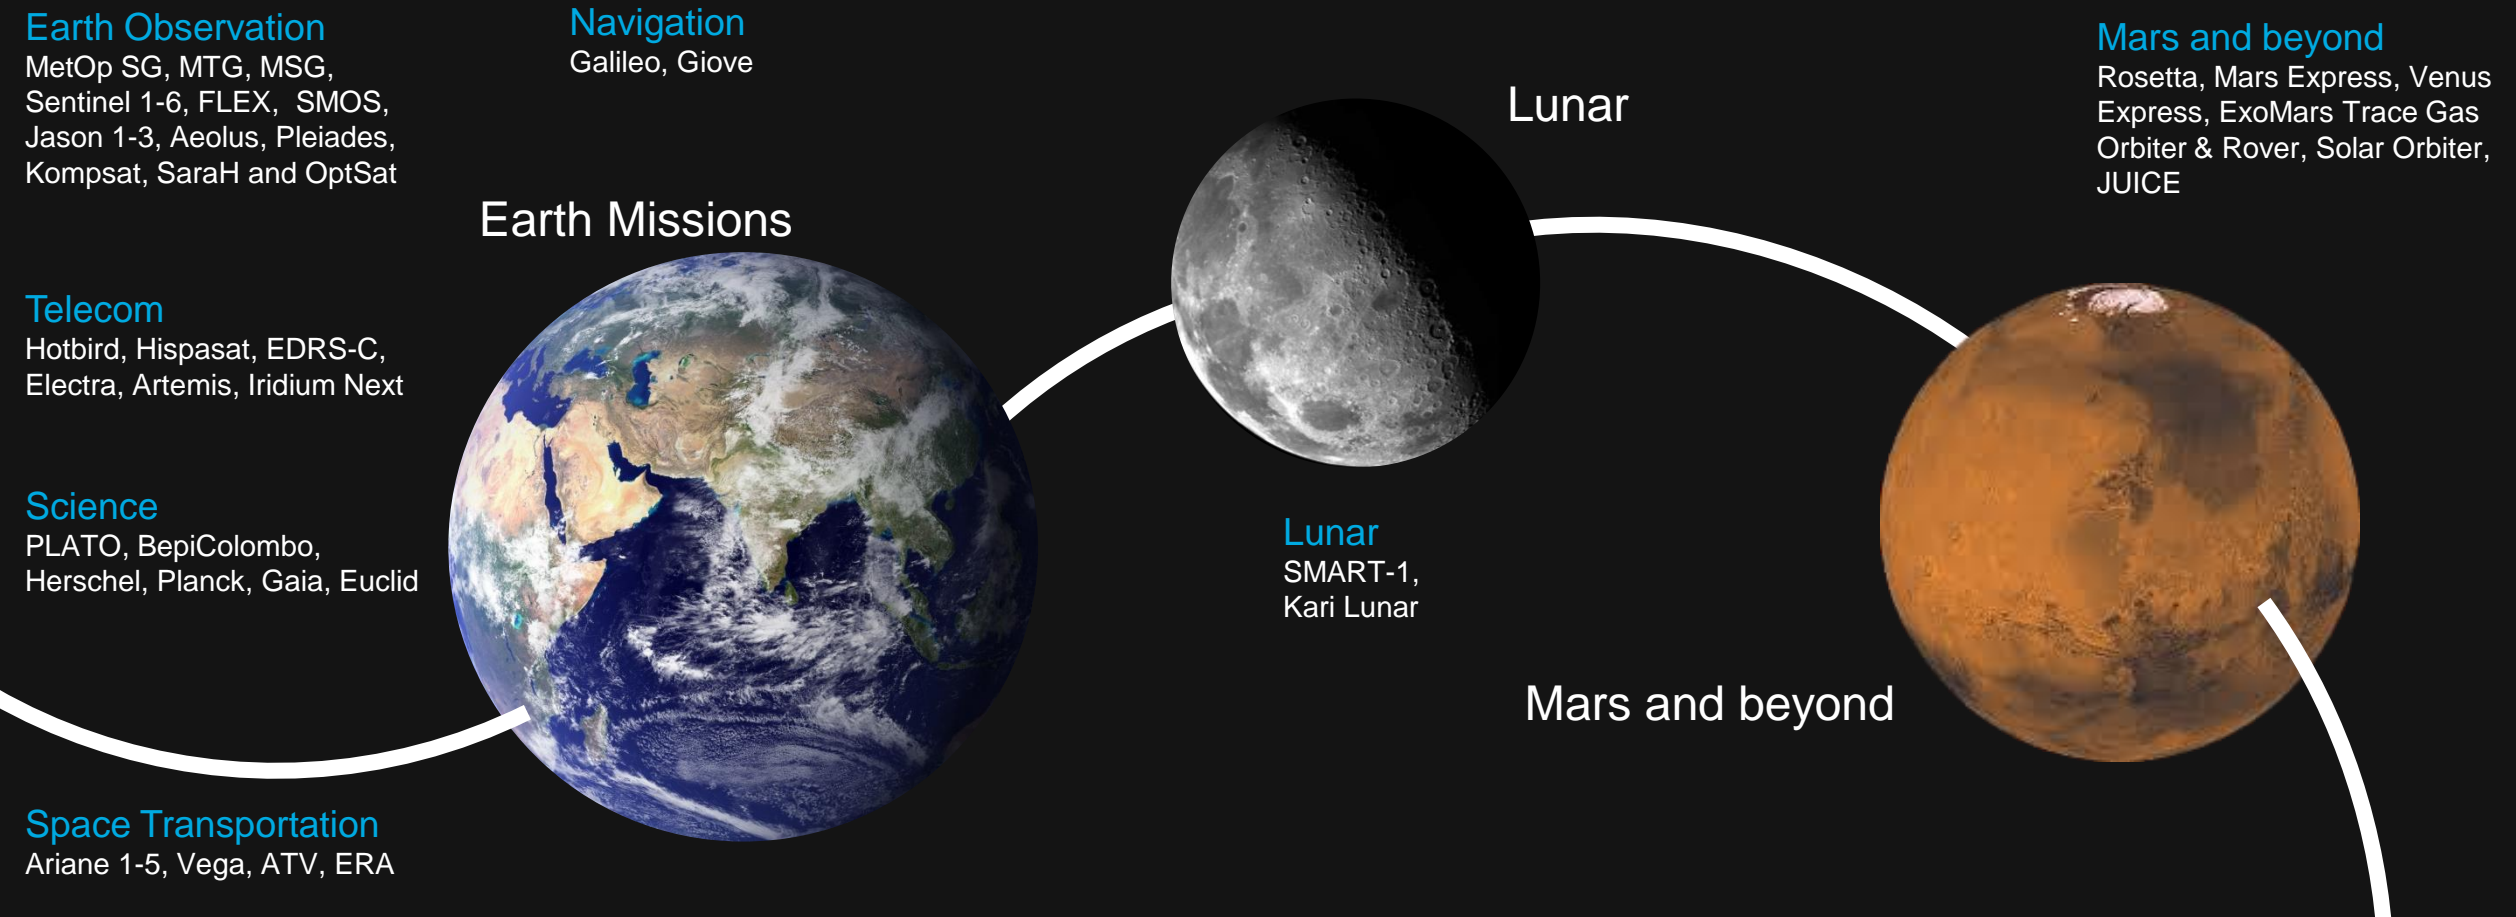 Earth Observation
MetOp SG, MTG, MSG,
Sentinel 1-6, FLEX,  SMOS,
Jason 1-3, Aeolus, Pleiades,
Kompsat, SaraH and OptSat
Navigation
Galileo, Giove
Earth Missions
Telecom
Hotbird, Hispasat, EDRS-C,
Electra, Artemis, Iridium Next
Science
PLATO, BepiColombo,
Herschel, Planck, Gaia, Euclid
Space Transportation
Ariane 1-5, Vega, ATV, ERA
Lunar
Lunar
SMART-1,
Kari Lunar
Mars and beyond
Rosetta, Mars Express, Venus
Express, ExoMars Trace Gas
Orbiter & Rover, Solar Orbiter,
JUICE
Mars and beyond